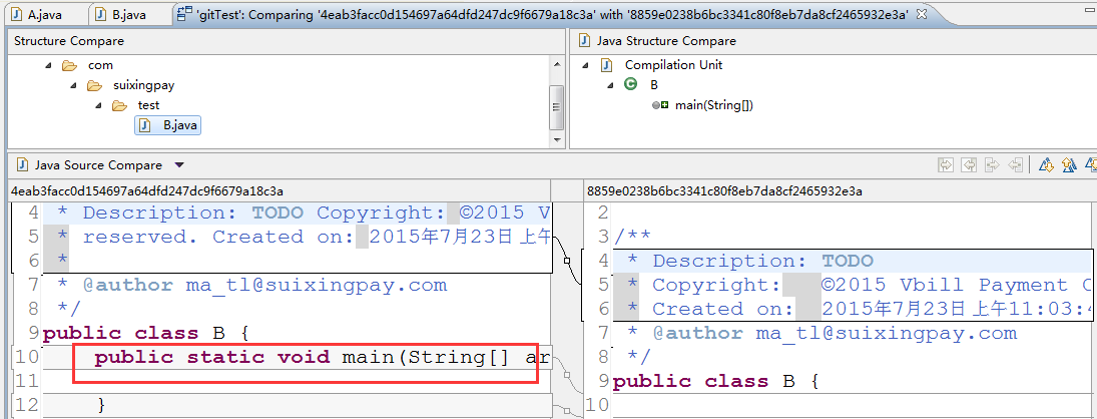 A.java
B.java
'gitTest': Comparing '4eab3facc0d154697a64dfd247dc9f6679a18c3a' with '8859e0238b6bc3341c80f8eb7da8cf2465932e3a'
Structure Compare
com
suixingpay
test
B.java
Java Structure Compare
Compilation Unit
B
main(String[])
Java Source Compare
4eab3facc0d154697a64dfd247dc9f6679a18c3a
4 * Description: TODO Copyright: ©2015 Vb
5 * reserved. Created on: 2015年7月23日 上午
6 *
7 * @author ma_tl@suixingpay.com
8 */
9 public class B {
10 public static void main(String[] ar
11
12 }
8859e0238b6bc3341c80f8eb7da8cf2465932e3a
2
3 /**
4 * Description: TODO
5 * Copyright: ©2015 Vbill Payment C
6 * Created on: 2015年7月23日 上午11:03:4
7 * @author ma_tl@suixingpay.com
8 */
9 public class B {
10